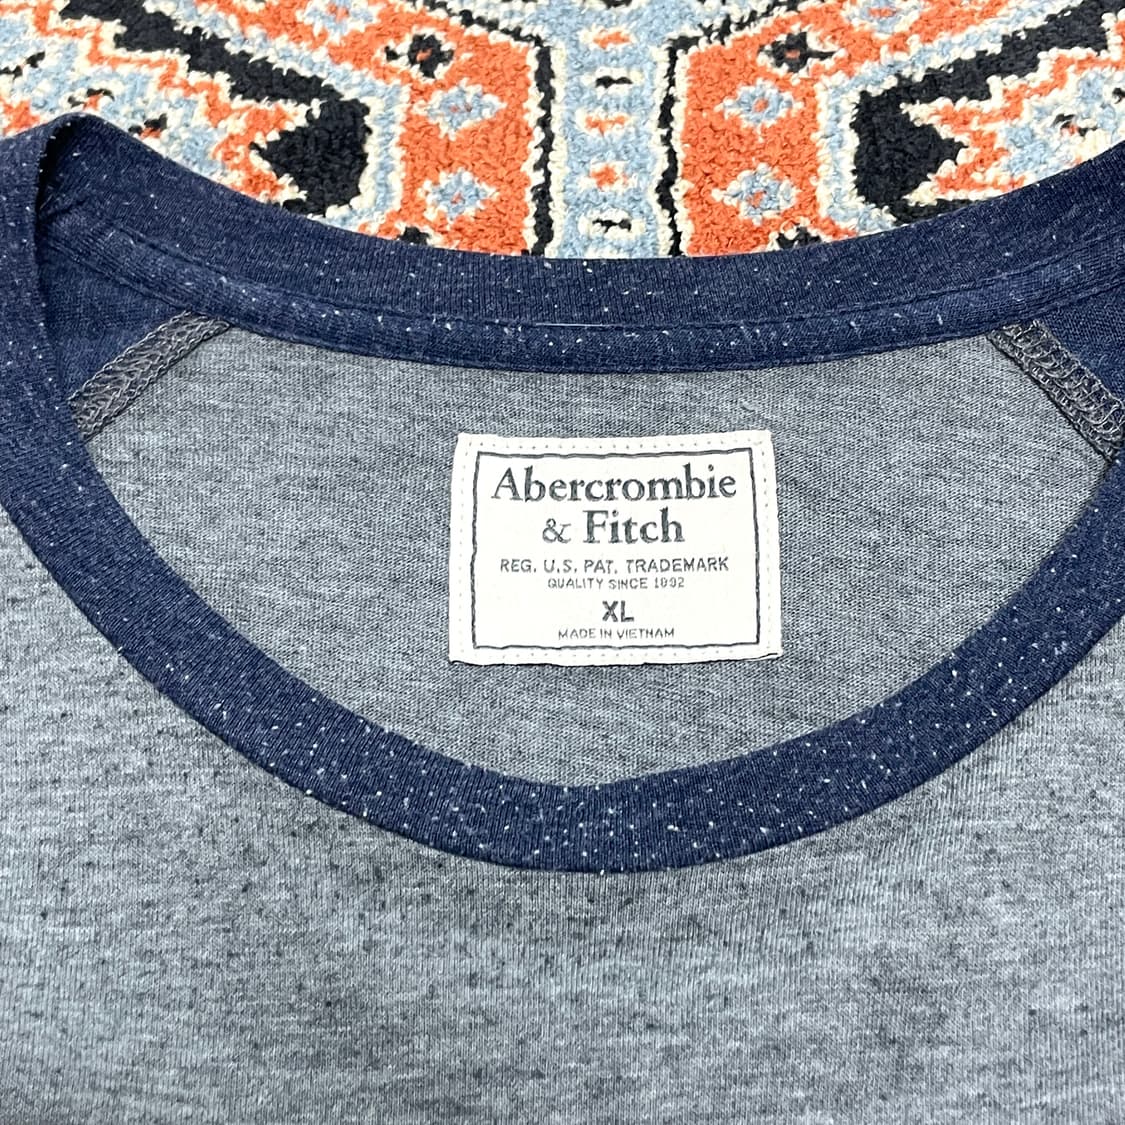 Abercrombie
& Fitch
REG. U.S. PAT. TRADEMARK
QUALITY SINCE 1892
XL
MADE IN VIETNAM